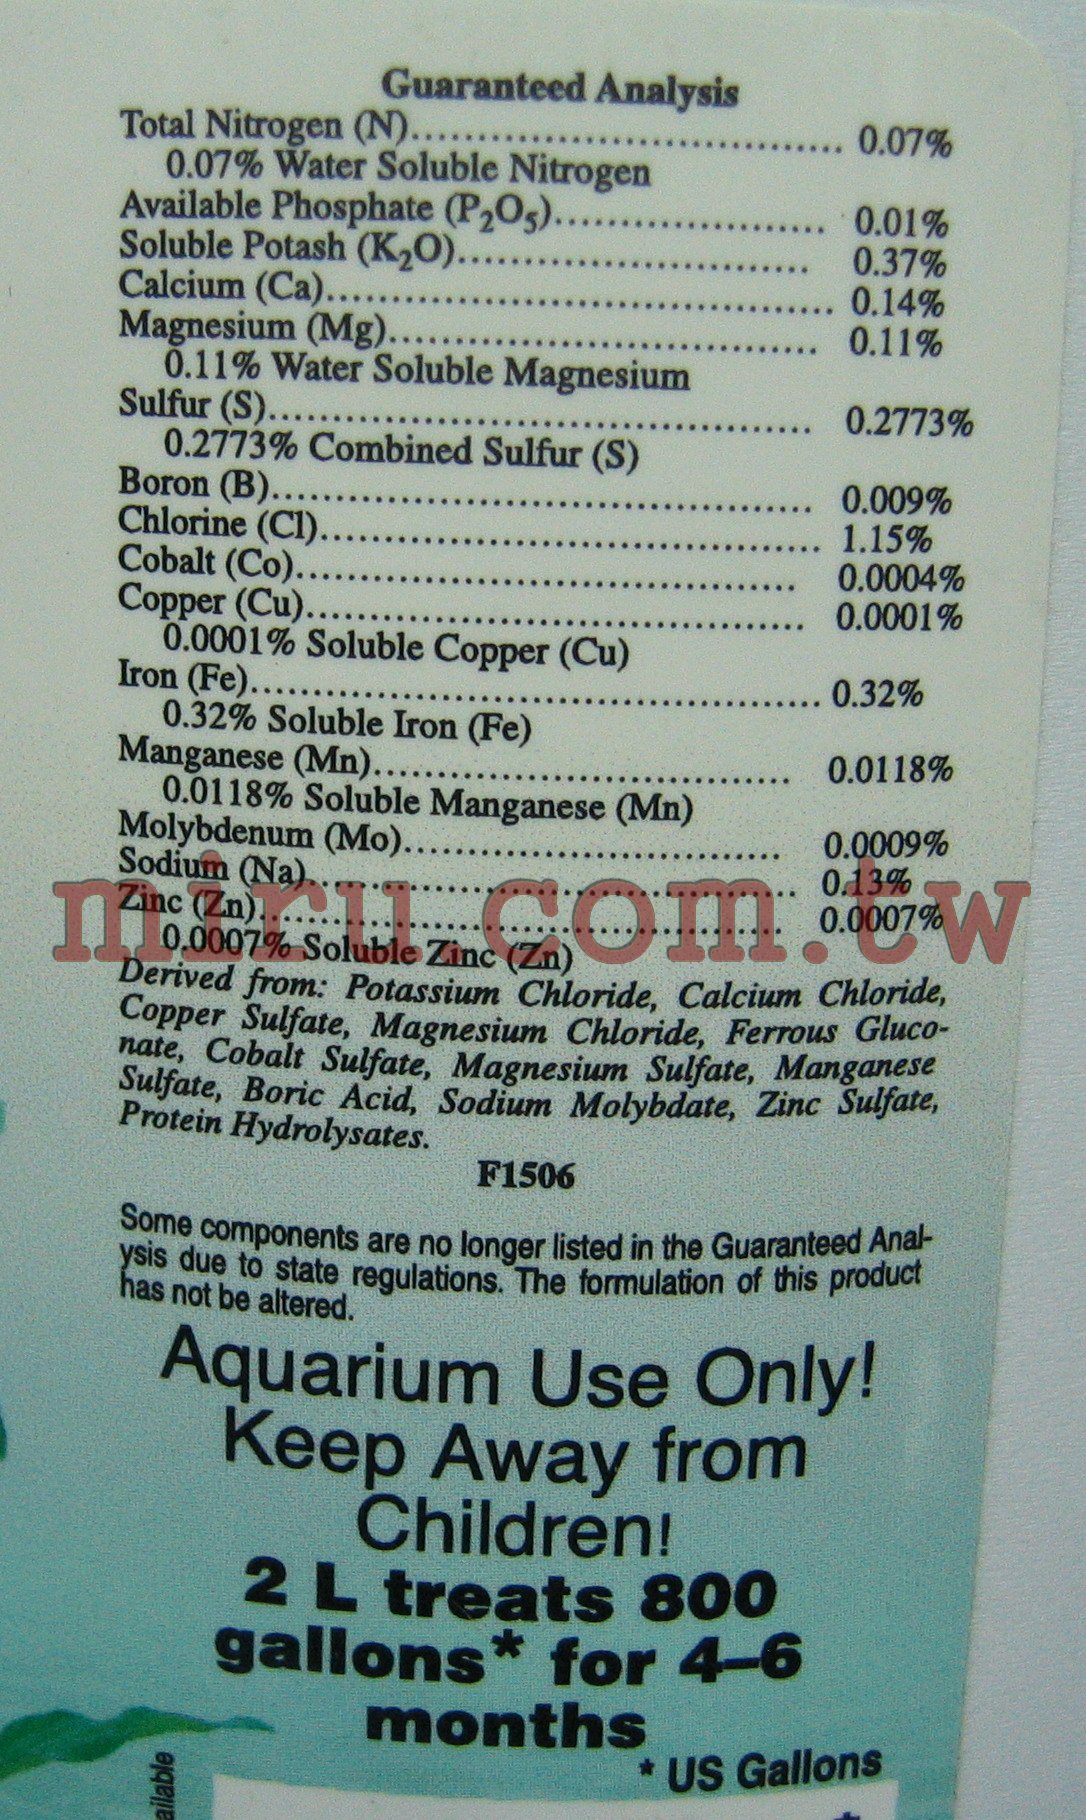 Guaranteed Analysis
Total Nitrogen (N)........................................ 0.07%
0.07% Water Soluble Nitrogen
Available Phosphate (P₂O₅)...................... 0.01%
Soluble Potash (K₂O)............................... 0.37%
Calcium (Ca)........................................... 0.14%
Magnesium (Mg)..................................... 0.11%
0.11% Water Soluble Magnesium
Sulfur (S)................................................ 0.2773%
0.2773% Combined Sulfur (S)
Boron (B)................................................ 0.009%
Chlorine (Cl)........................................... 1.15%
Cobalt (Co)............................................. 0.0004%
Copper (Cu)............................................ 0.0001%
0.0001% Soluble Copper (Cu)
Iron (Fe).................................................. 0.32%
0.32% Soluble Iron (Fe)
Manganese (Mn)..................................... 0.0118%
0.0118% Soluble Manganese (Mn)
Molybdenum (Mo)................................. 0.0009%
Sodium (Na)........................................... 0.13%
miru.com.tw
Zinc (Zn)................................................ 0.0007%
0.0007% Soluble Zinc (Zn)
Derived from: Potassium Chloride, Calcium Chloride,
Copper Sulfate, Magnesium Chloride, Ferrous Gluco-
nate, Cobalt Sulfate, Magnesium Sulfate, Manganese
Sulfate, Boric Acid, Sodium Molybdate, Zinc Sulfate,
Protein Hydrolysates.
F1506
Some components are no longer listed in the Guaranteed Anal-
ysis due to state regulations. The formulation of this product
has not be altered.
Aquarium Use Only!
Keep Away from
Children!
2 L treats 800
gallons* for 4–6
months
* US Gallons